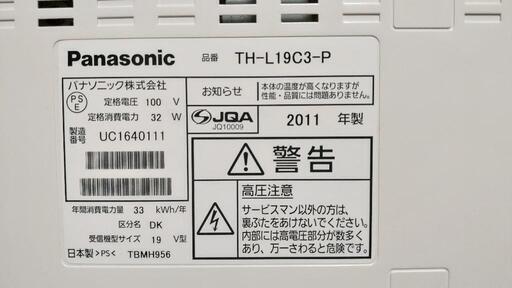 Panasonic 品番 TH-L19C3-P
パナソニック株式会社
PS
E
定格電圧 100 V
定格消費電力 32 W
製造
番号 UC1640111
お知らせ
本体の温度が高くなりますが
性能・品質には問題ありません。
JQA
JQ10009
2011 年製
年間消費電力量 33 kWh/年
区分名 DK
受信機型サイズ 19 V型
日本製 >PS< TBMH956
警告
高圧注意
サービスマン以外の方は、
裏ぶたをあけないでください。
内部には高電圧部分が数多く
あり、万一さわると危険です。